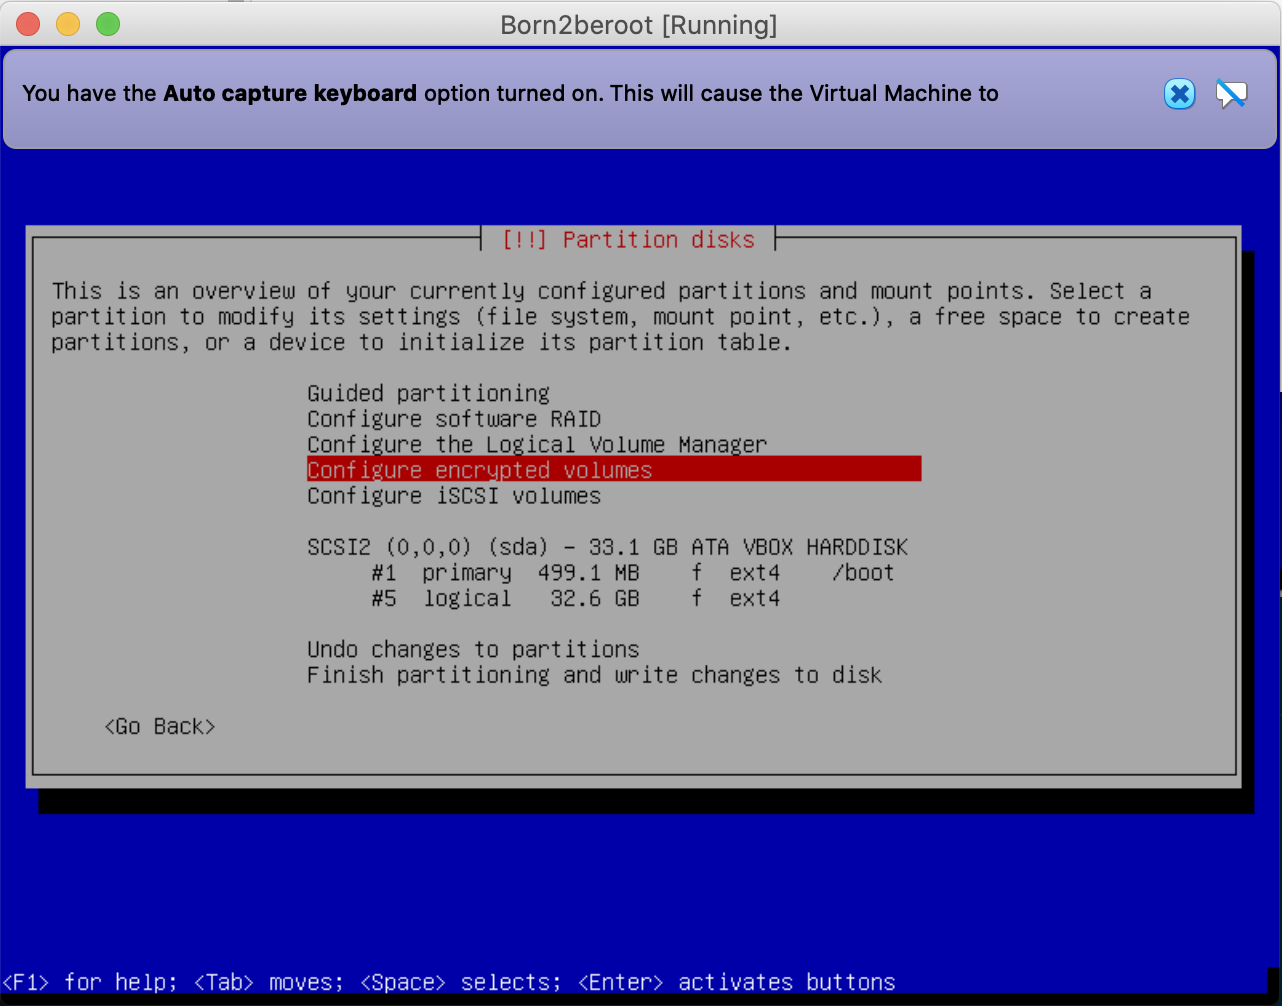 Born2beroot [Running]
You have the Auto capture keyboard option turned on. This will cause the Virtual Machine to
[!!] Partition disks
This is an overview of your currently configured partitions and mount points. Select a
partition to modify its settings (file system, mount point, etc.), a free space to create
partitions, or a device to initialize its partition table.
Guided partitioning
Configure software RAID
Configure the Logical Volume Manager
Configure encrypted volumes
Configure iSCSI volumes
SCSI2 (0,0,0) (sda) - 33.1 GB ATA VBOX HARDDISK
#1 primary 499.1 MB f ext4 /boot
#5 logical 32.6 GB f ext4
Undo changes to partitions
Finish partitioning and write changes to disk
<Go Back>
<F1> for help; <Tab> moves; <Space> selects; <Enter> activates buttons